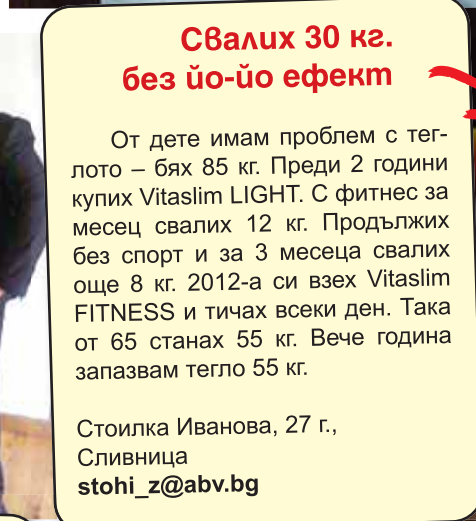 Свалих 30 кг.
без йо-йо ефект
От дете имам проблем с тег-
лото – бях 85 кг. Преди 2 години
купих Vitaslim LIGHT. С фитнес за
месец свалих 12 кг. Продължих
без спорт и за 3 месеца свалих
още 8 кг. 2012-а си взех Vitaslim
FITNESS и тичах всеки ден. Така
от 65 станах 55 кг. Вече година
запазвам тегло 55 кг.
Стоилка Иванова, 27 г.,
Сливница
stohi_z@abv.bg